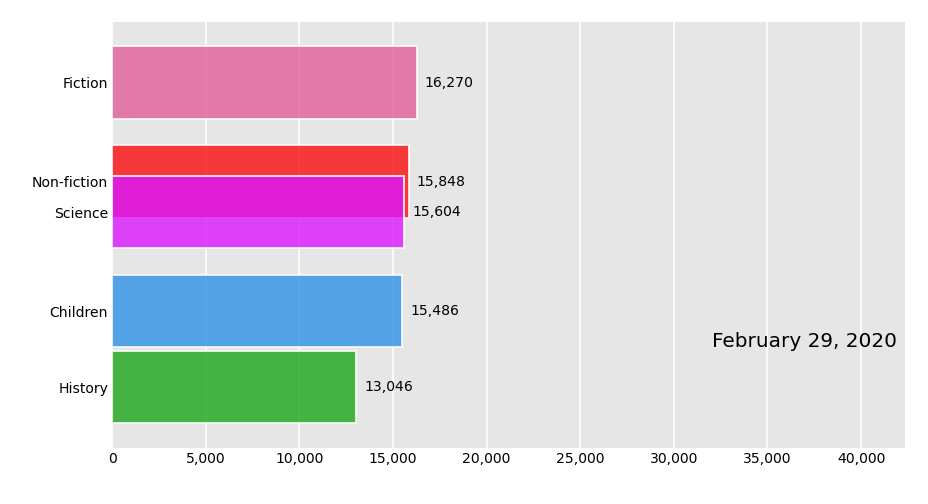 Fiction 16,270
Non-fiction 15,848
Science 15,604
Children 15,486
February 29, 2020
History 13,046
0 5,000 10,000 15,000 20,000 25,000 30,000 35,000 40,000